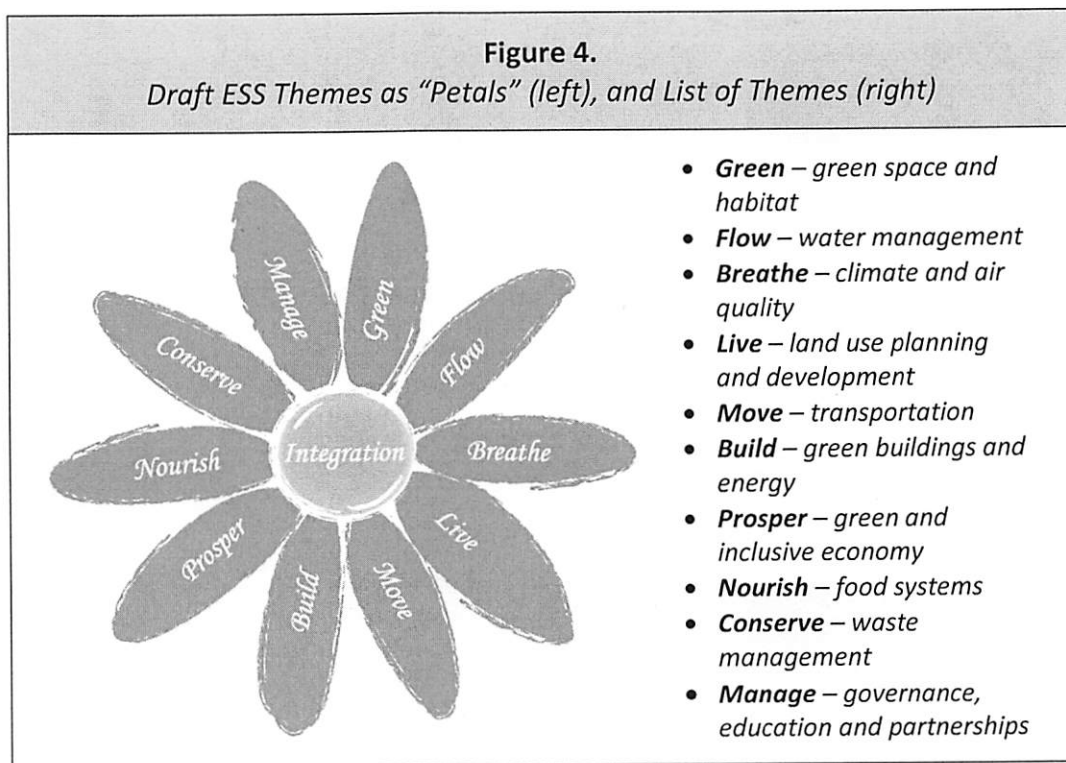 Figure 4.
Draft ESS Themes as “Petals” (left), and List of Themes (right)
Manage
Green
Conserve
Flow
Nourish
Integration
Breathe
Prosper
Live
Build
Move
• Green – green space and
habitat
• Flow – water management
• Breathe – climate and air
quality
• Live – land use planning
and development
• Move – transportation
• Build – green buildings and
energy
• Prosper – green and
inclusive economy
• Nourish – food systems
• Conserve – waste
management
• Manage – governance,
education and partnerships